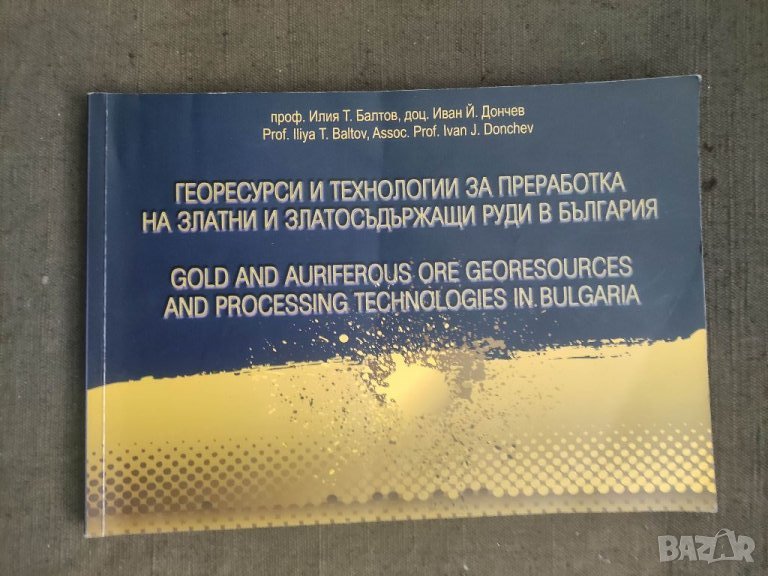 проф. Илия Т. Балтов, доц. Иван Й. Дончев
Prof. Iliya T. Baltov, Assoc. Prof. Ivan J. Donchev
ГЕОРЕСУРСИ И ТЕХНОЛОГИИ ЗА ПРЕРАБОТКА
НА ЗЛАТНИ И ЗЛАТОСЪДЪРЖАЩИ РУДИ В БЪЛГАРИЯ
GOLD AND AURIFEROUS ORE GEORESOURCES
AND PROCESSING TECHNOLOGIES IN BULGARIA
BAZAR